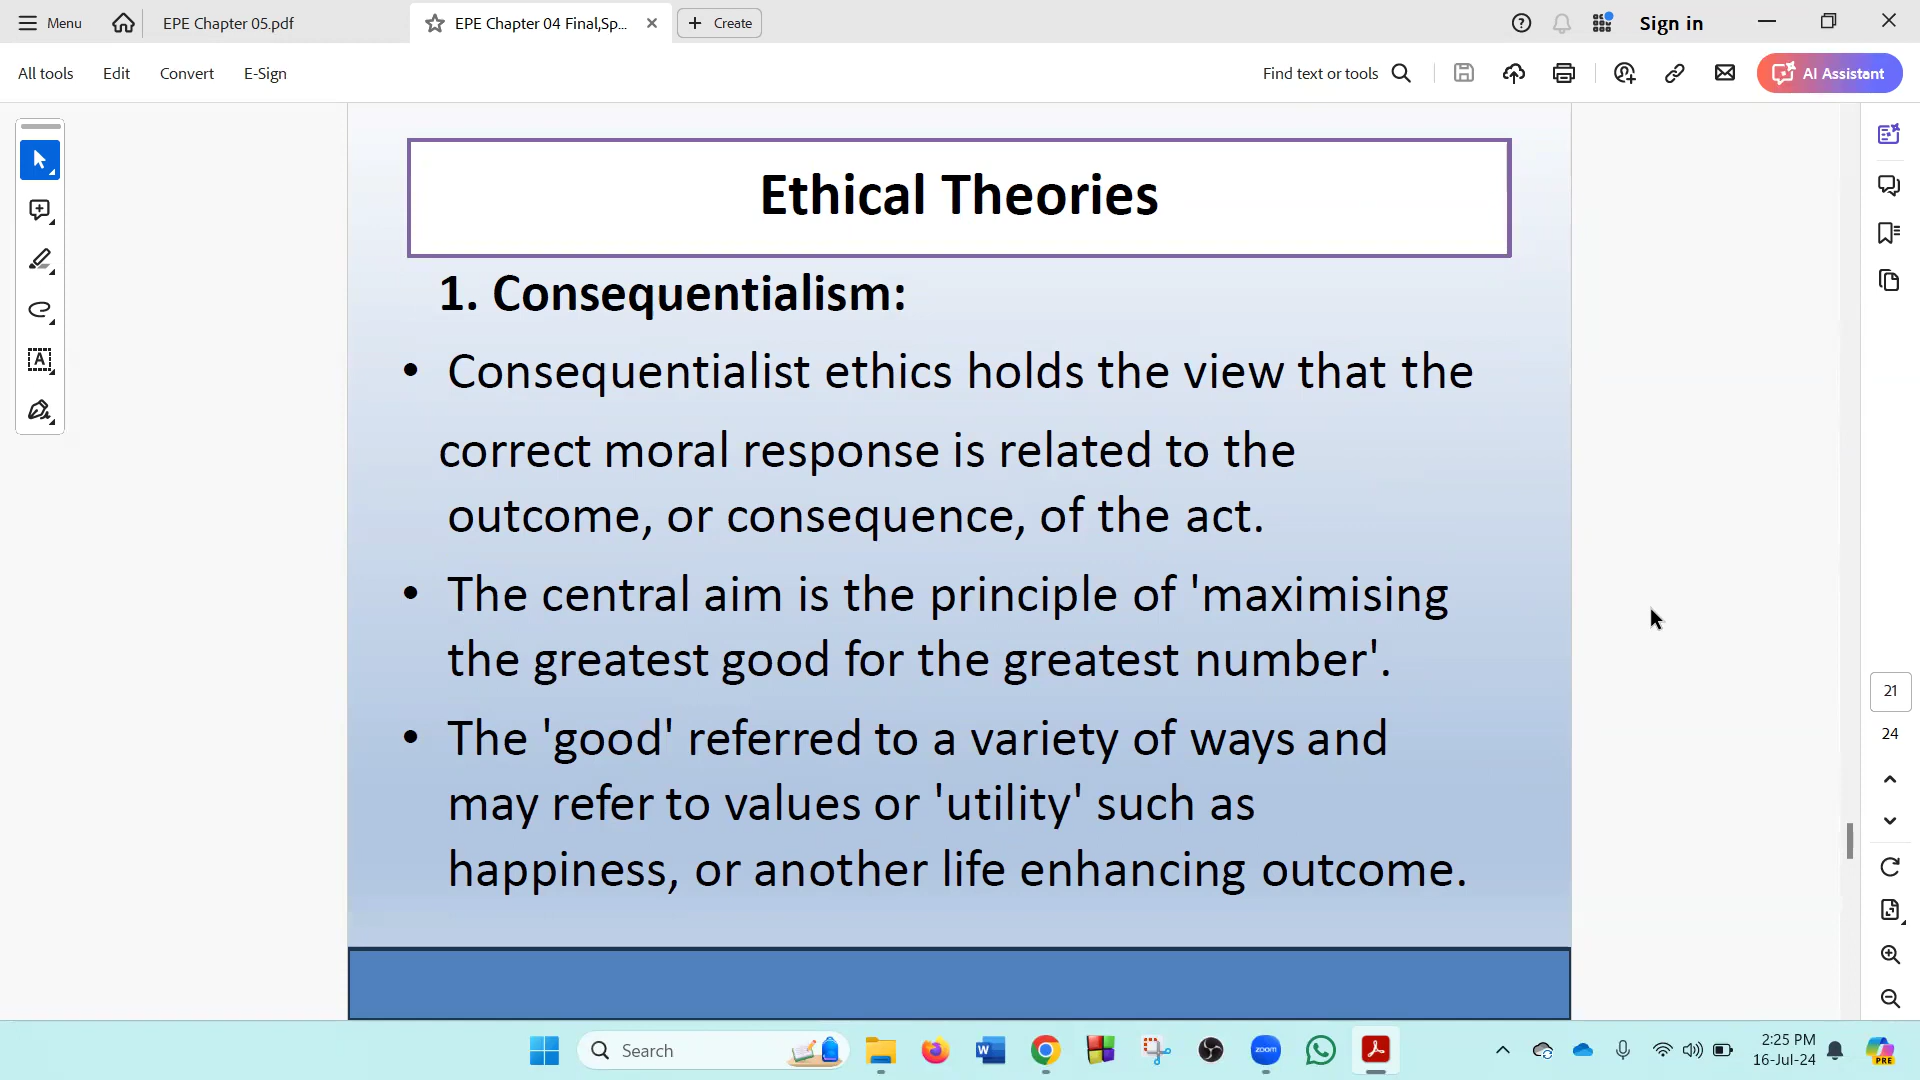 Menu
EPE Chapter 05.pdf
EPE Chapter 04 Final,Sp...
Create
Sign in
All tools
Edit
Convert
E-Sign
Find text or tools
AI Assistant
Ethical Theories
1. Consequentialism:
• Consequentialist ethics holds the view that the
correct moral response is related to the
outcome, or consequence, of the act.
• The central aim is the principle of 'maximising
the greatest good for the greatest number'.
• The 'good' referred to a variety of ways and
may refer to values or 'utility' such as
happiness, or another life enhancing outcome.
21
24
Search
zoom
2:25 PM
16-Jul-24
PRE